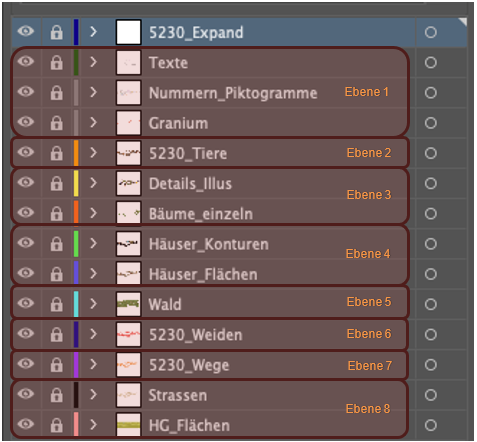 5230_Expand
Texte
Nummern_Piktogramme Ebene 1
Granium
5230_Tiere Ebene 2
Details_Illus
Ebene 3
Bäume_einzeln
Häuser_Konturen
Ebene 4
Häuser_Flächen
Wald Ebene 5
5230_Weiden Ebene 6
5230_Wege Ebene 7
Strassen
Ebene 8
HG_Flächen